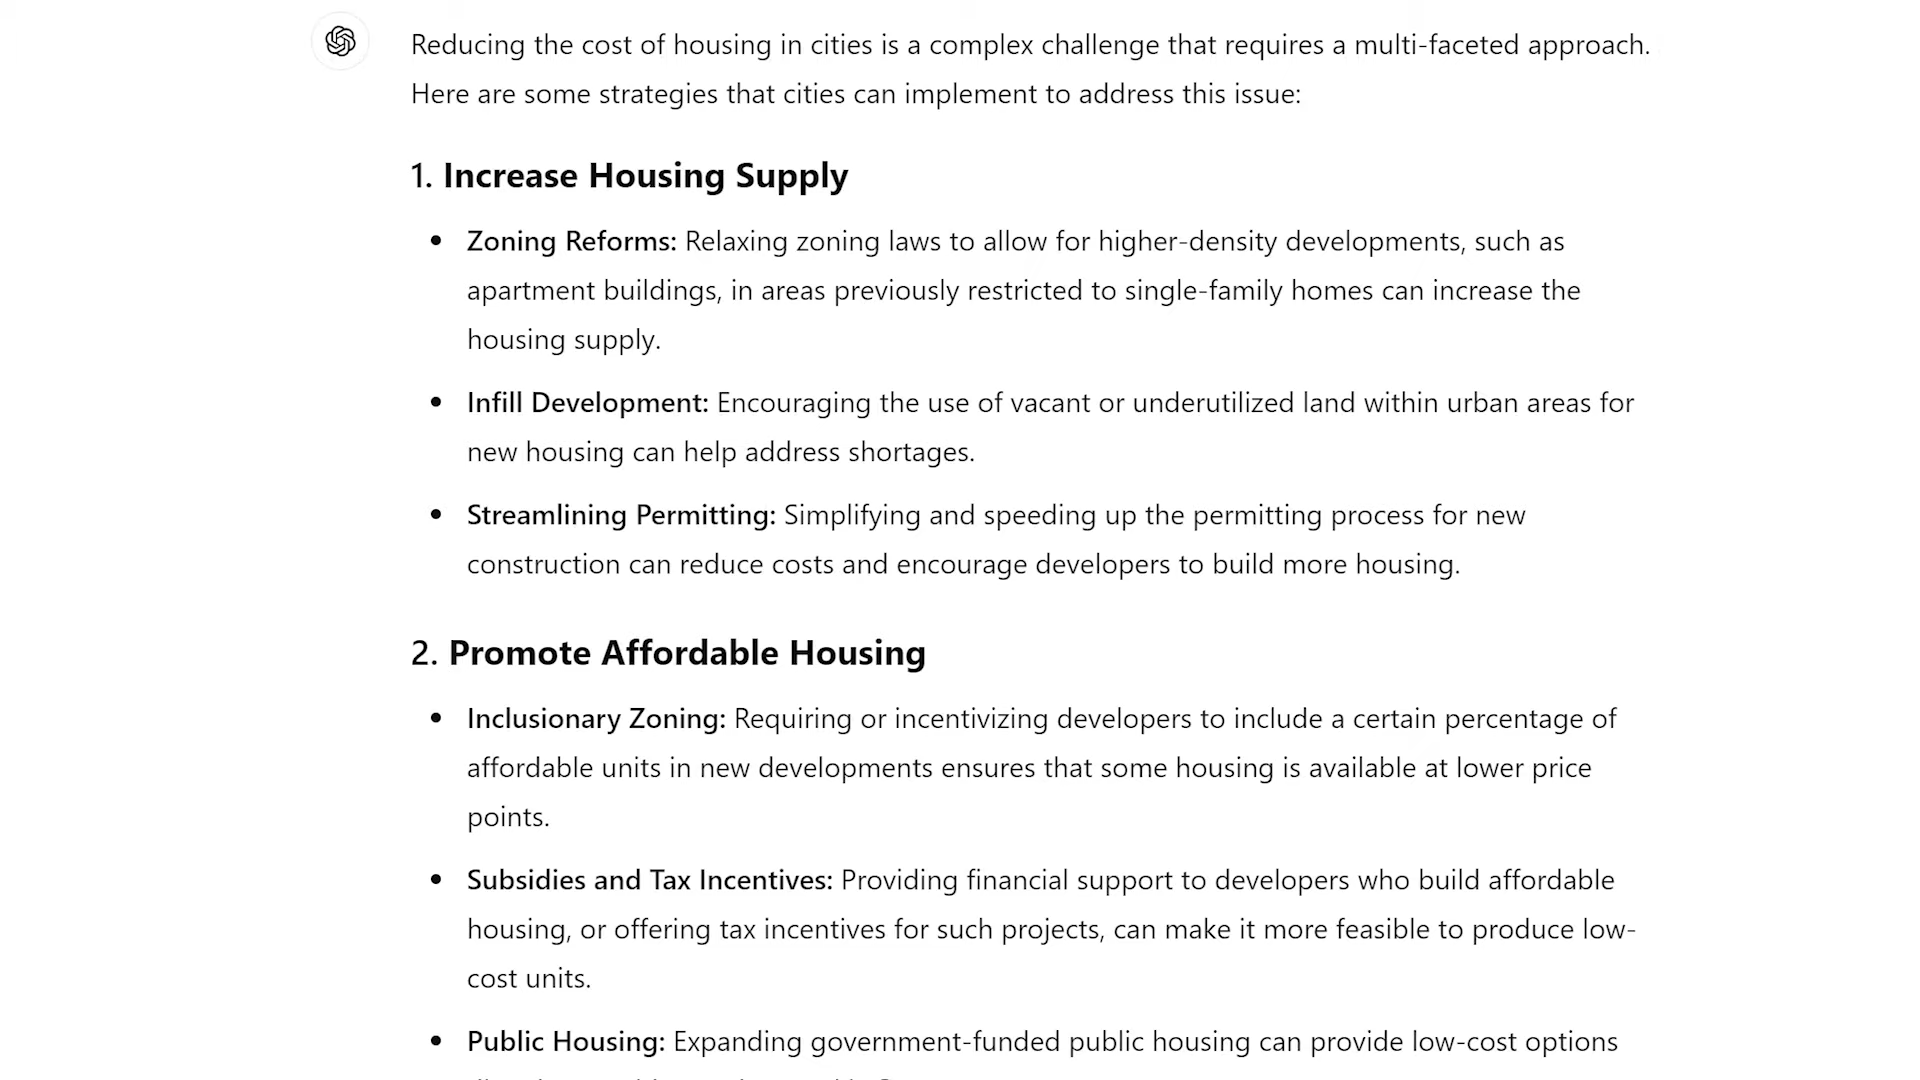 Reducing the cost of housing in cities is a complex challenge that requires a multi-faceted approach.
Here are some strategies that cities can implement to address this issue:
1. Increase Housing Supply
• Zoning Reforms: Relaxing zoning laws to allow for higher-density developments, such as
apartment buildings, in areas previously restricted to single-family homes can increase the
housing supply.
• Infill Development: Encouraging the use of vacant or underutilized land within urban areas for
new housing can help address shortages.
• Streamlining Permitting: Simplifying and speeding up the permitting process for new
construction can reduce costs and encourage developers to build more housing.
2. Promote Affordable Housing
• Inclusionary Zoning: Requiring or incentivizing developers to include a certain percentage of
affordable units in new developments ensures that some housing is available at lower price
points.
• Subsidies and Tax Incentives: Providing financial support to developers who build affordable
housing, or offering tax incentives for such projects, can make it more feasible to produce low-
cost units.
• Public Housing: Expanding government-funded public housing can provide low-cost options